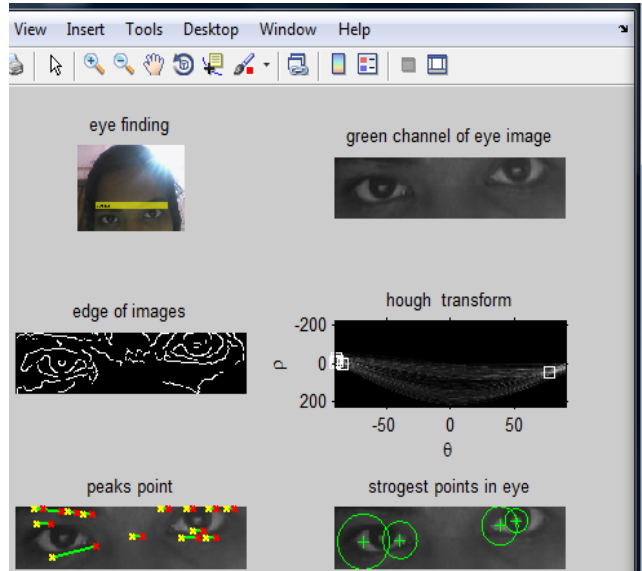 View Insert Tools Desktop Window Help
eye finding
green channel of eye image
edge of images
hough transform
-200
0
200
ρ
-50 0 50
θ
peaks point
strogest points in eye